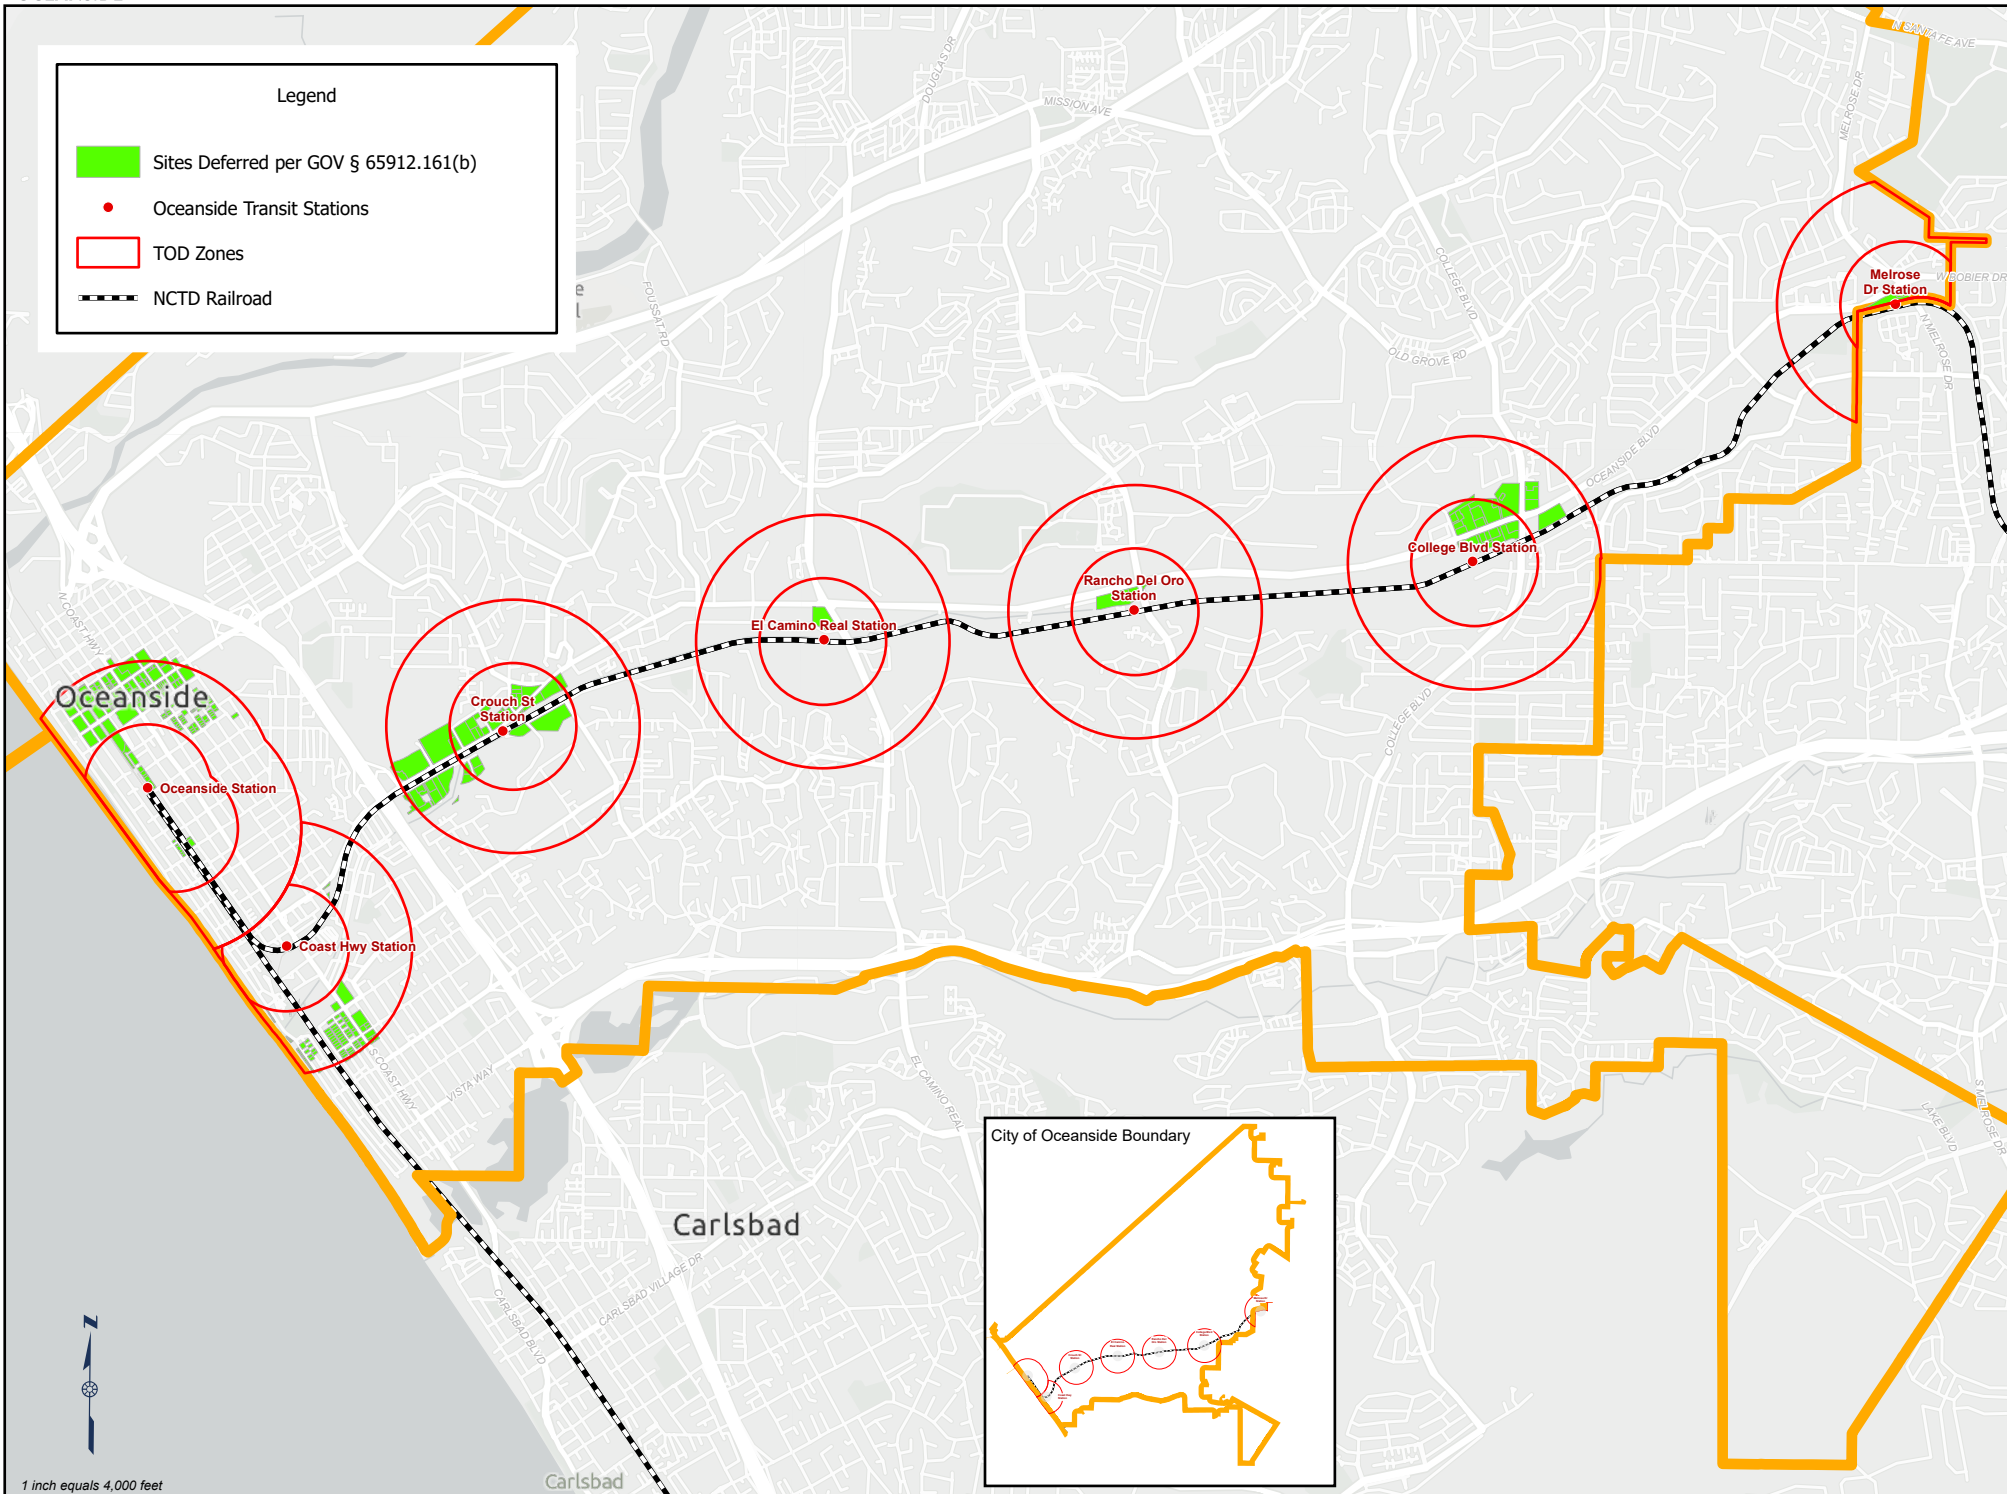 Legend
Sites Deferred per GOV § 65912.161(b)
Oceanside Transit Stations
TOD Zones
NCTD Railroad
N SANTA FE AVE
DOUGLAS DR
MISSION AVE
MELROSE DR
FOUSSAT RD
COLLEGE BLVD
W BOBIER DR
Melrose
Dr Station
N MELROSE DR
OLD GROVE RD
OCEANSIDE BLVD
College Blvd Station
Rancho Del Oro
Station
El Camino Real Station
N COAST HWY
Oceanside
Crouch St
Station
COLLEGE BLVD
Oceanside Station
Coast Hwy Station
S COAST HWY
VISTA WAY
EL CAMINO REAL
LAKE BLVD
S MELROSE DR
City of Oceanside Boundary
Carlsbad
CARLSBAD VILLAGE DR
CARLSBAD BLVD
Carlsbad
N
1 inch equals 4,000 feet